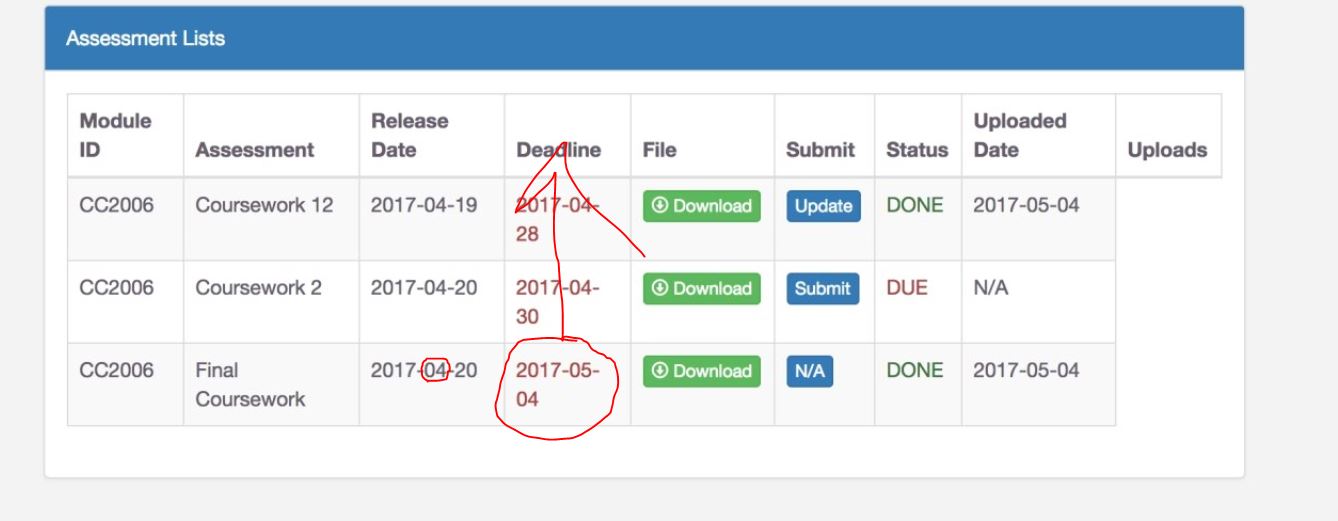 Assessment Lists
Module ID Assessment Release Date Deadline File Submit Status Uploaded Date Uploads
CC2006 Coursework 12 2017-04-19 2017-04-28 Download Update DONE 2017-05-04
CC2006 Coursework 2 2017-04-20 2017-04-30 Download Submit DUE N/A
CC2006 Final Coursework 2017-04-20 2017-05-04 Download N/A DONE 2017-05-04